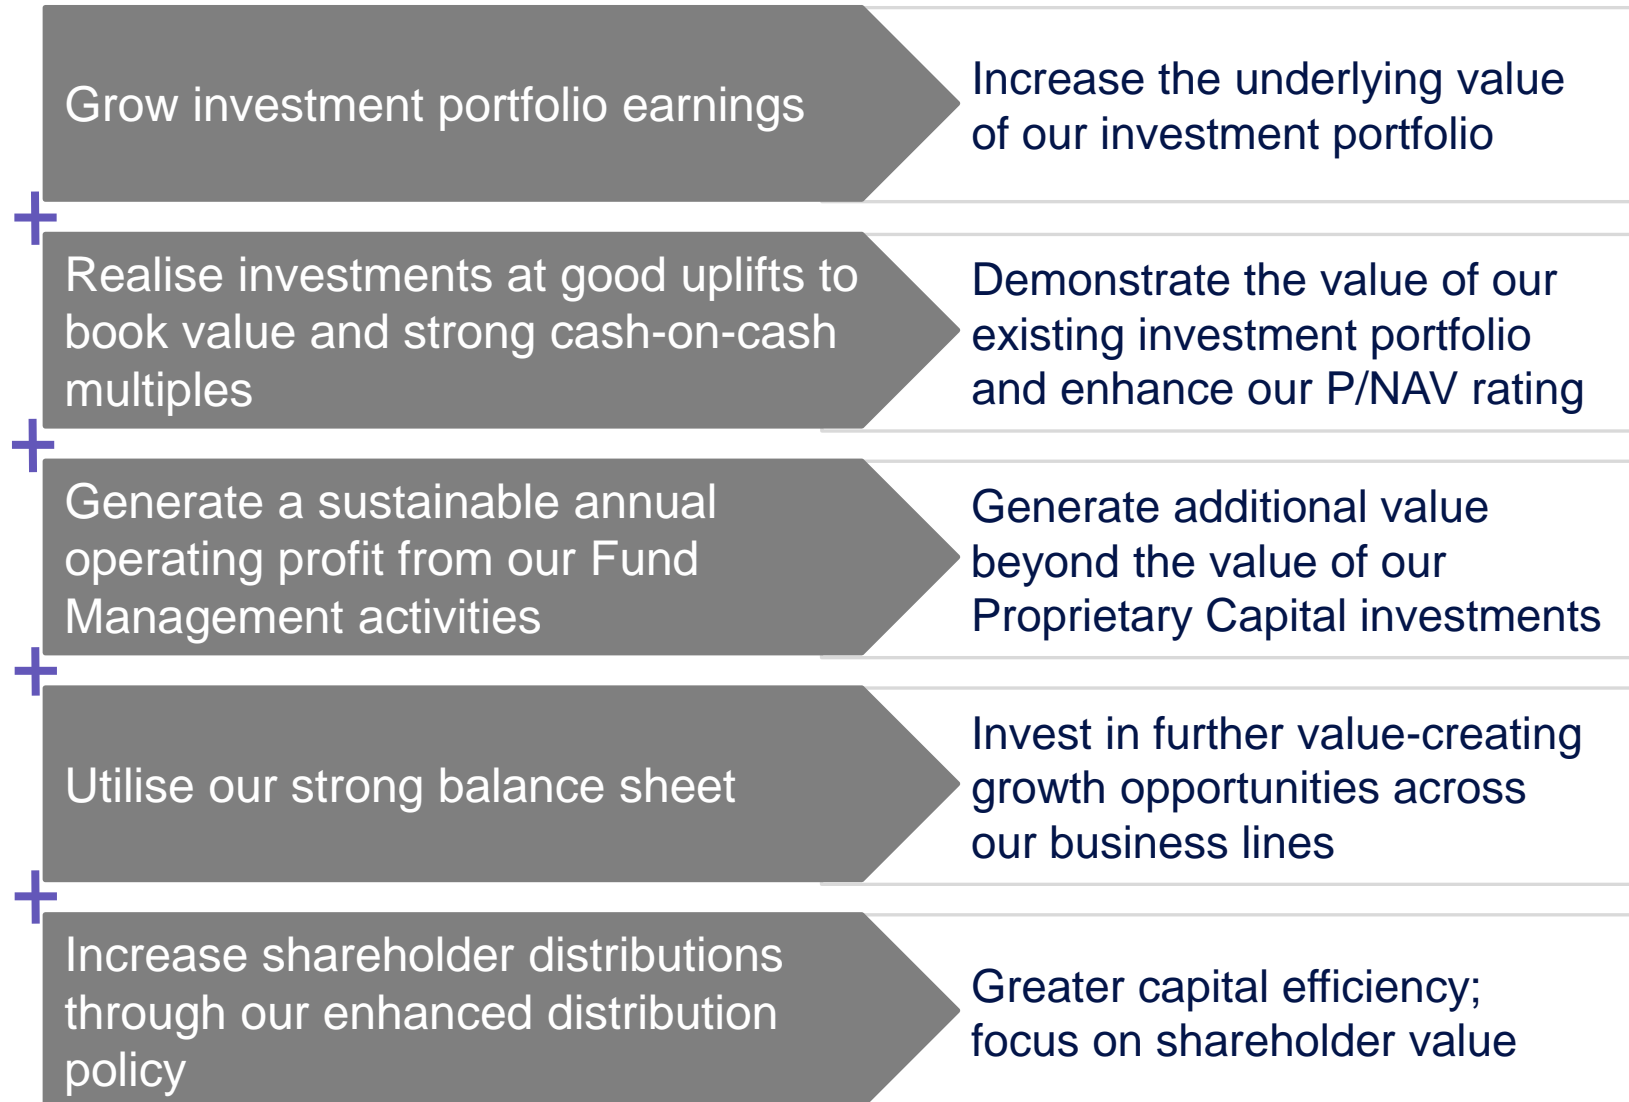 Grow investment portfolio earnings
Increase the underlying value
of our investment portfolio
+
Realise investments at good uplifts to
book value and strong cash-on-cash
multiples
Demonstrate the value of our
existing investment portfolio
and enhance our P/NAV rating
+
Generate a sustainable annual
operating profit from our Fund
Management activities
Generate additional value
beyond the value of our
Proprietary Capital investments
+
Utilise our strong balance sheet
Invest in further value-creating
growth opportunities across
our business lines
+
Increase shareholder distributions
through our enhanced distribution
policy
Greater capital efficiency;
focus on shareholder value